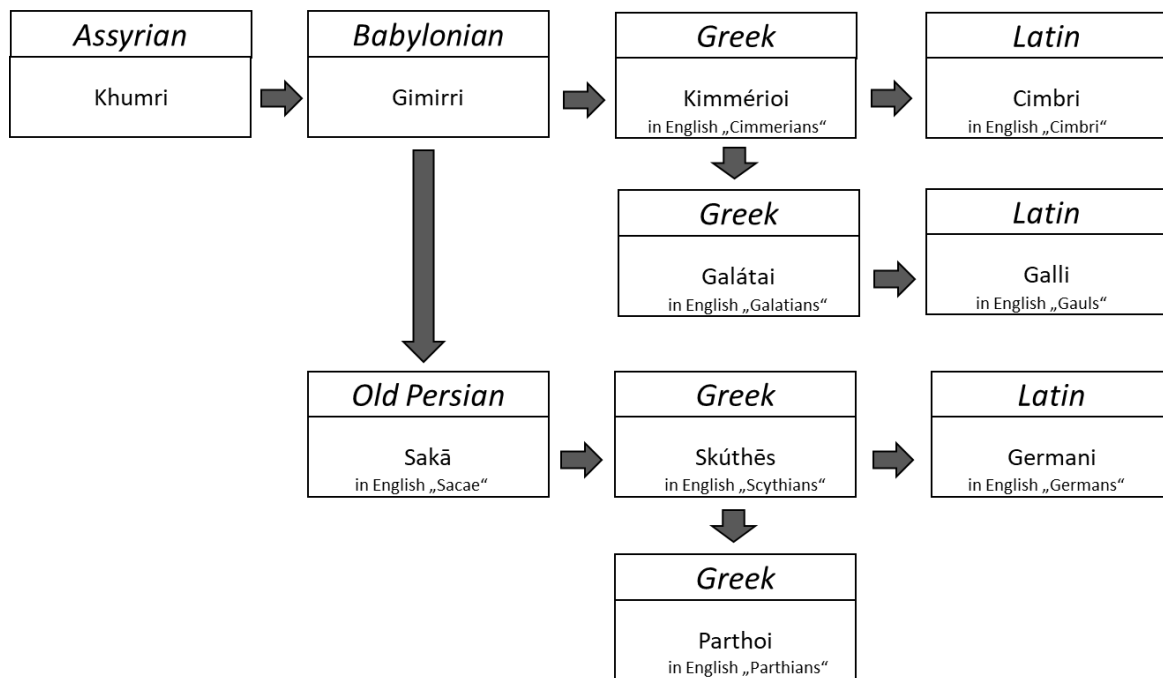 Assyrian
Khumri
Babylonian
Gimirri
Greek
Kimmérioi
in English „Cimmerians“
Latin
Cimbri
in English „Cimbri“
Greek
Galátai
in English „Galatians“
Latin
Galli
in English „Gauls“
Old Persian
Sakā
in English „Sacae“
Greek
Skúthēs
in English „Scythians“
Latin
Germani
in English „Germans“
Greek
Parthoi
in English „Parthians“